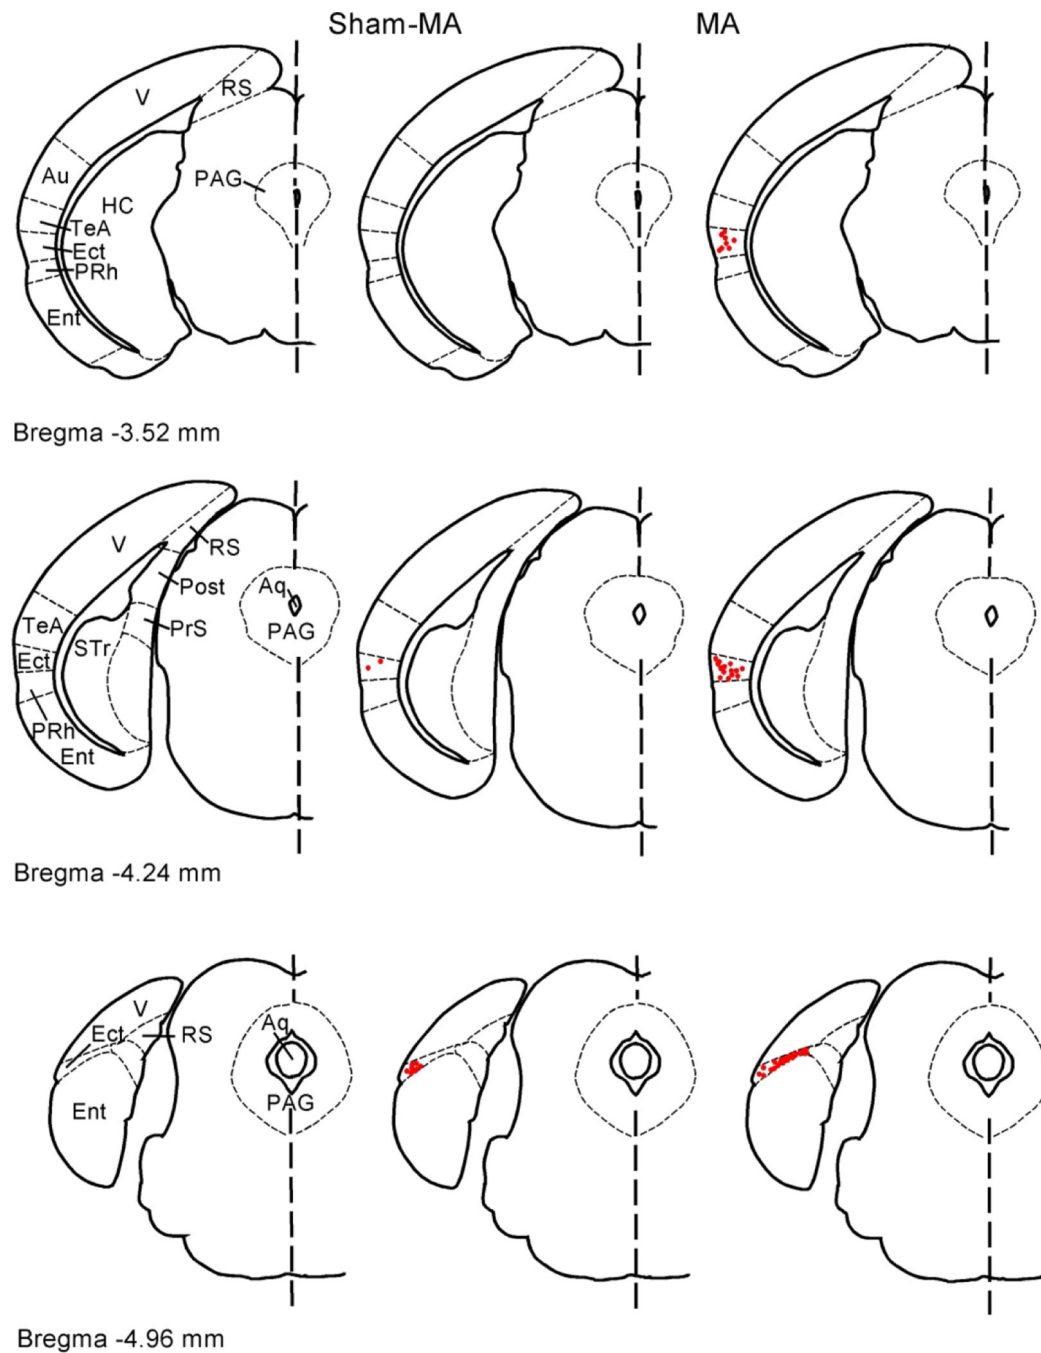 Sham-MA MA
V RS
Au PAG
HC
TeA
Ect
PRh
Ent
Bregma -3.52 mm
V RS
Post Aq
TeA PrS PAG
Ect STr
PRh
Ent
Bregma -4.24 mm
V
Ect RS Aq
Ent PAG
Bregma -4.96 mm